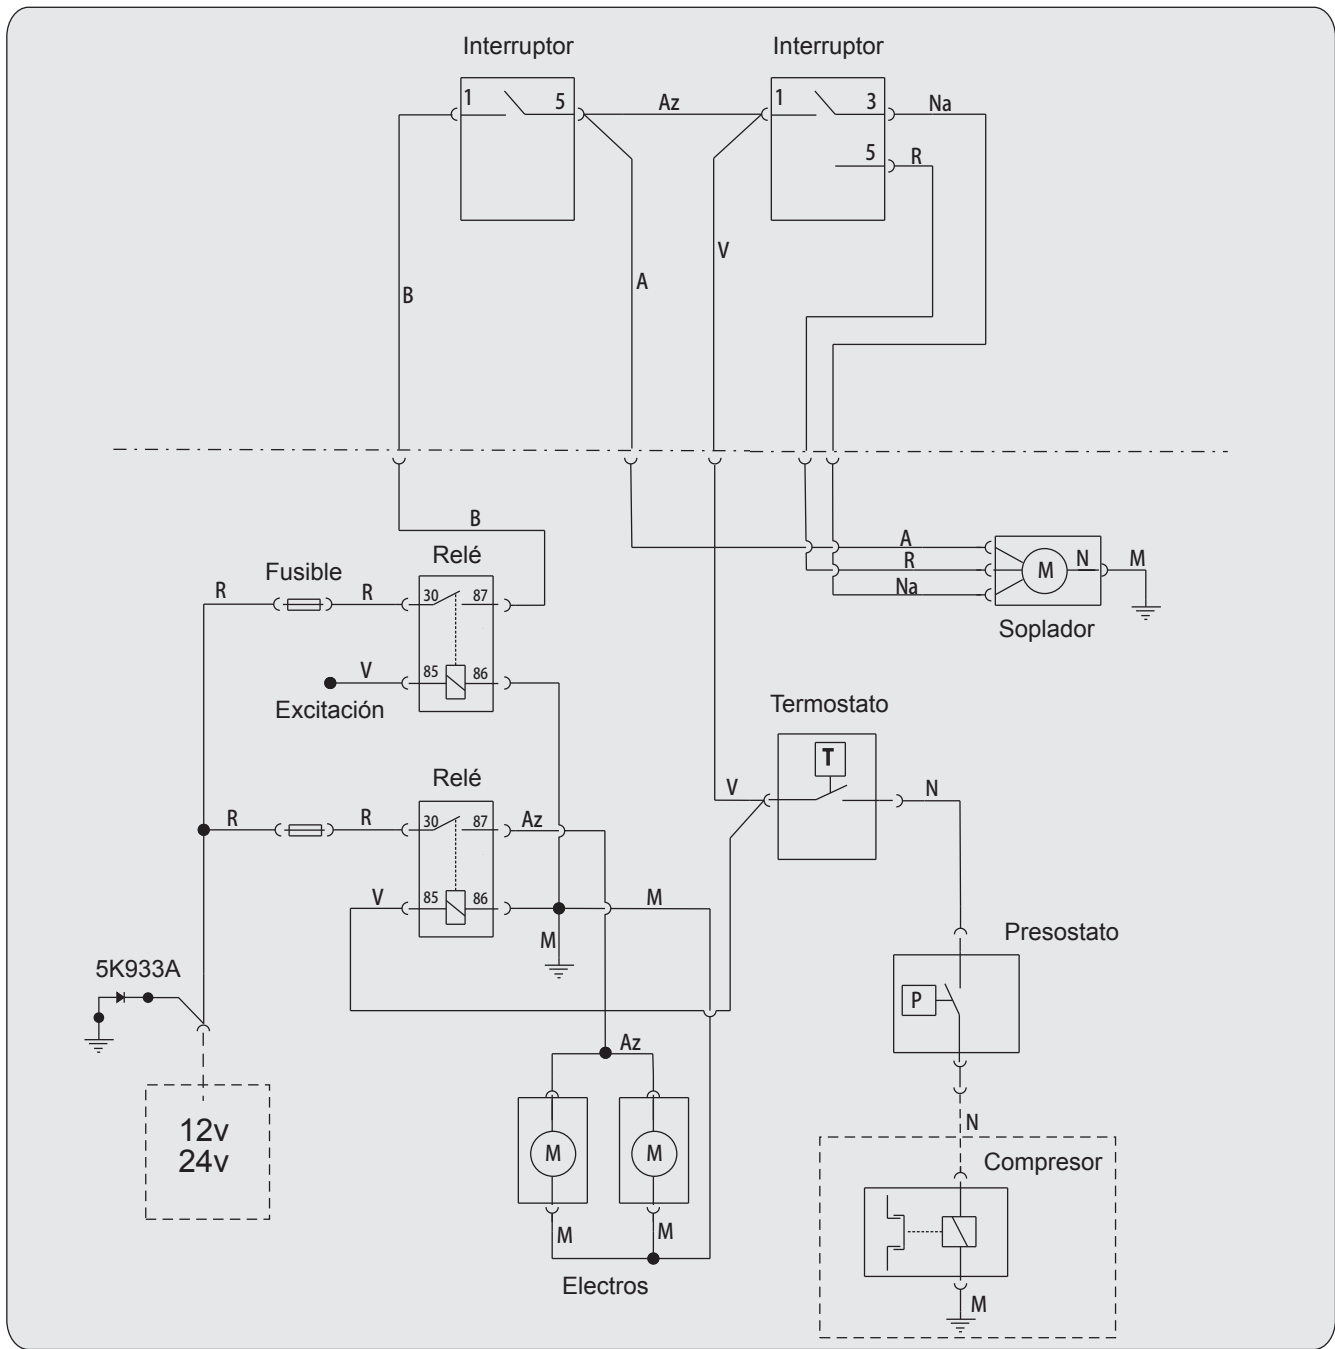 Interruptor
Interruptor
1
5
Az
1
3
Na
5
R
B
A
V
B
Relé
A
R
Na
M
N
M
Soplador
Fusible
R
R
30
87
V
85
86
Excitación
Termostato
T
V
N
Relé
R
R
30
87
Az
V
85
86
M
M
Presostato
P
5K933A
12v
24v
Az
M
M
M
M
Electros
N
Compresor
M